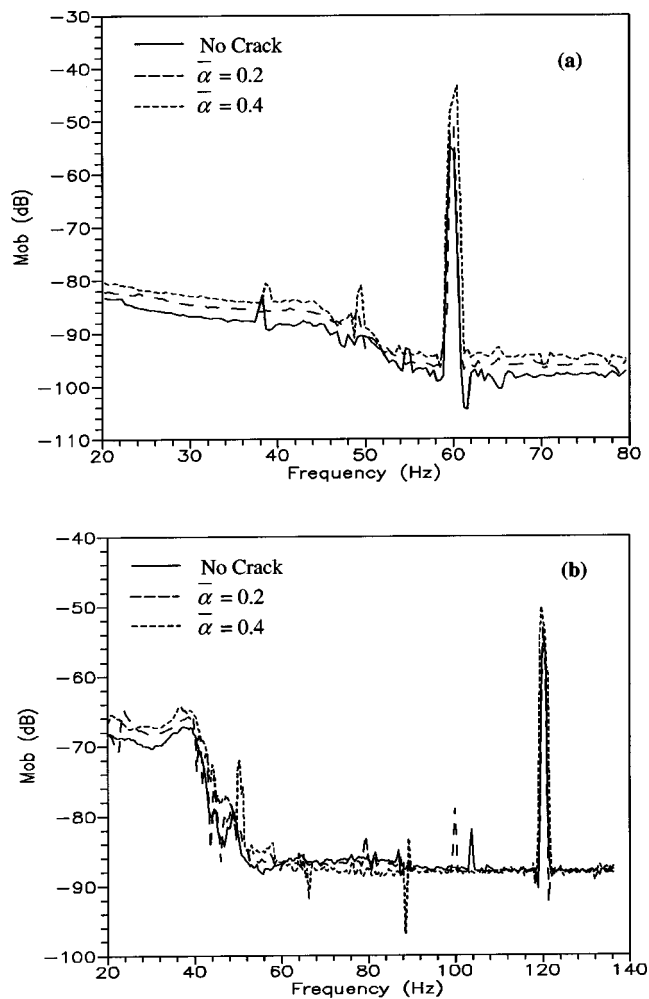 −30
−40
−50
−60
−70
−80
−90
−100
−110
Mob (dB)
No Crack
α̅ = 0.2
α̅ = 0.4
(a)
20 30 40 50 60 70 80
Frequency (Hz)
−40
−50
−60
−70
−80
−90
−100
Mob (dB)
No Crack
α̅ = 0.2
α̅ = 0.4
(b)
20 40 60 80 100 120 140
Frequency (Hz)